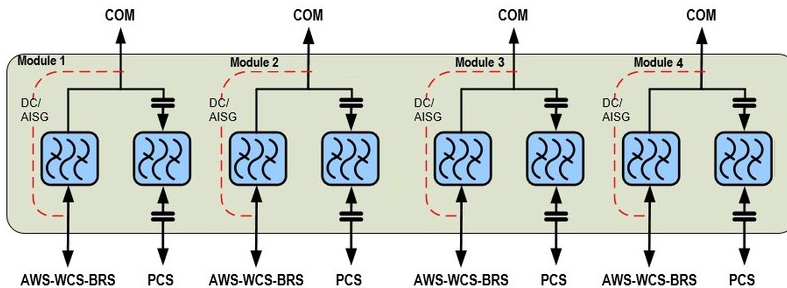 COM COM COM COM
Module 1 Module 2 Module 3 Module 4
DC/ DC/ DC/ DC/
AISG AISG AISG AISG
AWS-WCS-BRS PCS AWS-WCS-BRS PCS AWS-WCS-BRS PCS AWS-WCS-BRS PCS